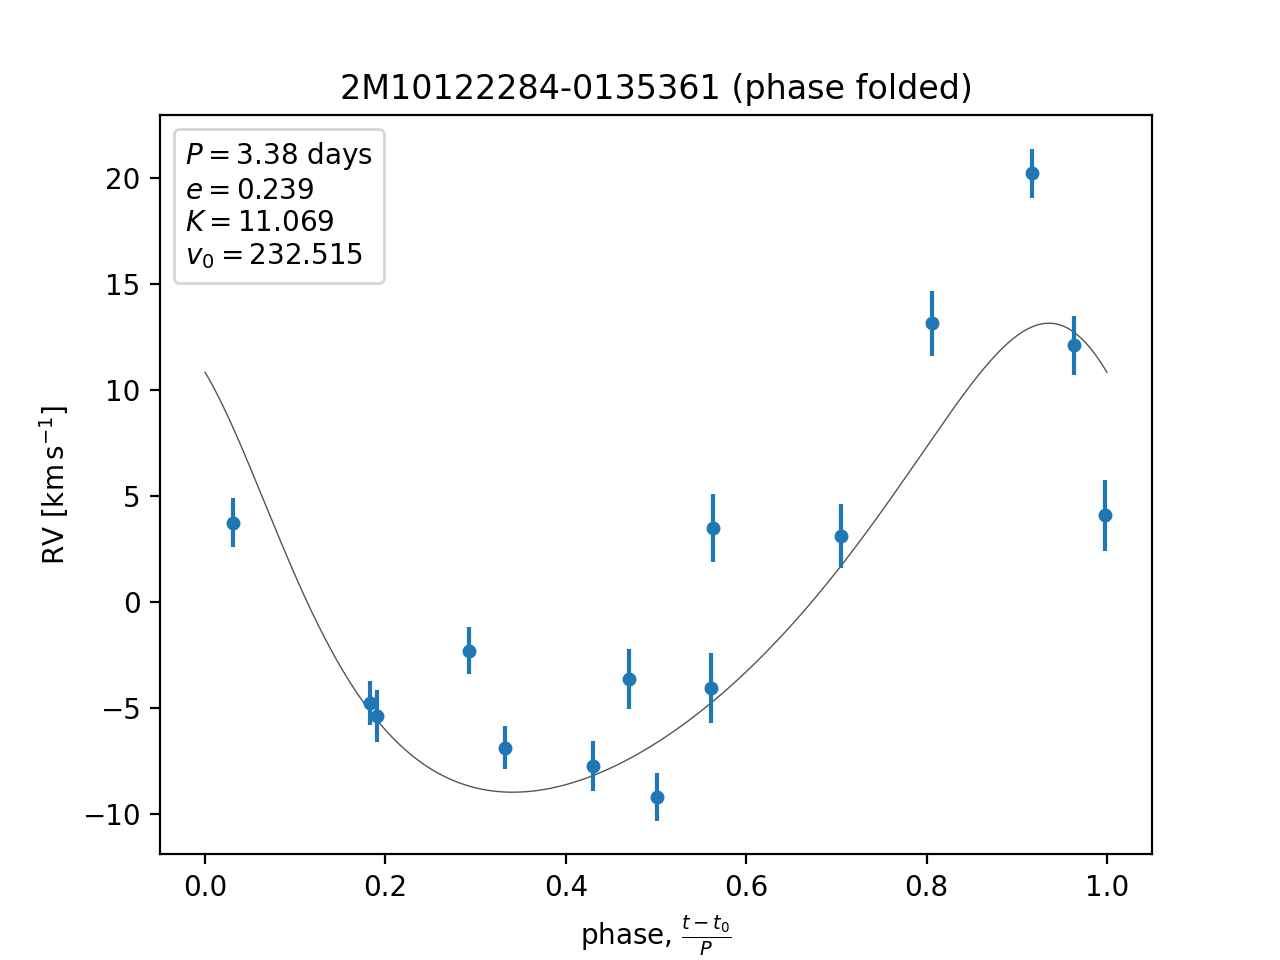 2M10122284-0135361 (phase folded)
P = 3.38 days
e = 0.239
K = 11.069
v₀ = 232.515
20
15
10
5
0
−5
−10
RV [km s⁻¹]
0.0 0.2 0.4 0.6 0.8 1.0
phase, (t − t₀)/P